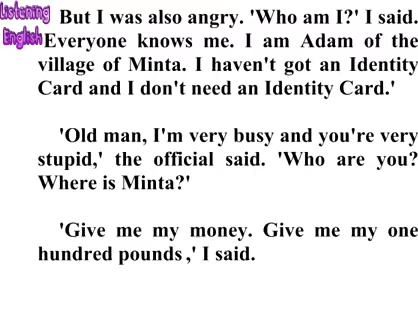 Listening
English
But I was also angry. 'Who am I?' I said.
Everyone knows me. I am Adam of the
village of Minta. I haven't got an Identity
Card and I don't need an Identity Card.'
'Old man, I'm very busy and you're very
stupid,' the official said. 'Who are you?
Where is Minta?'
'Give me my money. Give me my one
hundred pounds ,' I said.